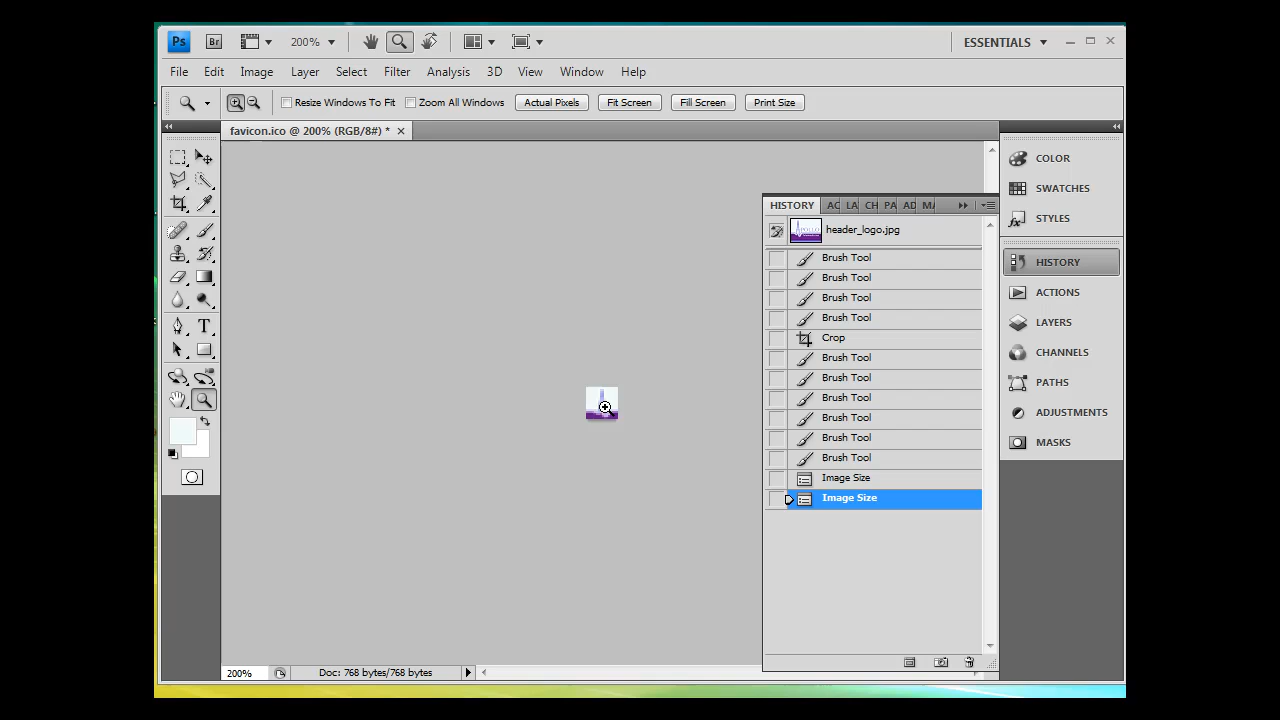 Ps Br 200% ESSENTIALS
File Edit Image Layer Select Filter Analysis 3D View Window Help
Resize Windows To Fit Zoom All Windows Actual Pixels Fit Screen Fill Screen Print Size
favicon.ico @ 200% (RGB/8#) *
COLOR
SWATCHES
STYLES
HISTORY
ACTIONS
LAYERS
CHANNELS
PATHS
ADJUSTMENTS
MASKS
HISTORY AC LA CH PA AD MA
header_logo.jpg
Brush Tool
Brush Tool
Brush Tool
Brush Tool
Crop
Brush Tool
Brush Tool
Brush Tool
Brush Tool
Brush Tool
Brush Tool
Image Size
Image Size
200% Doc: 768 bytes/768 bytes